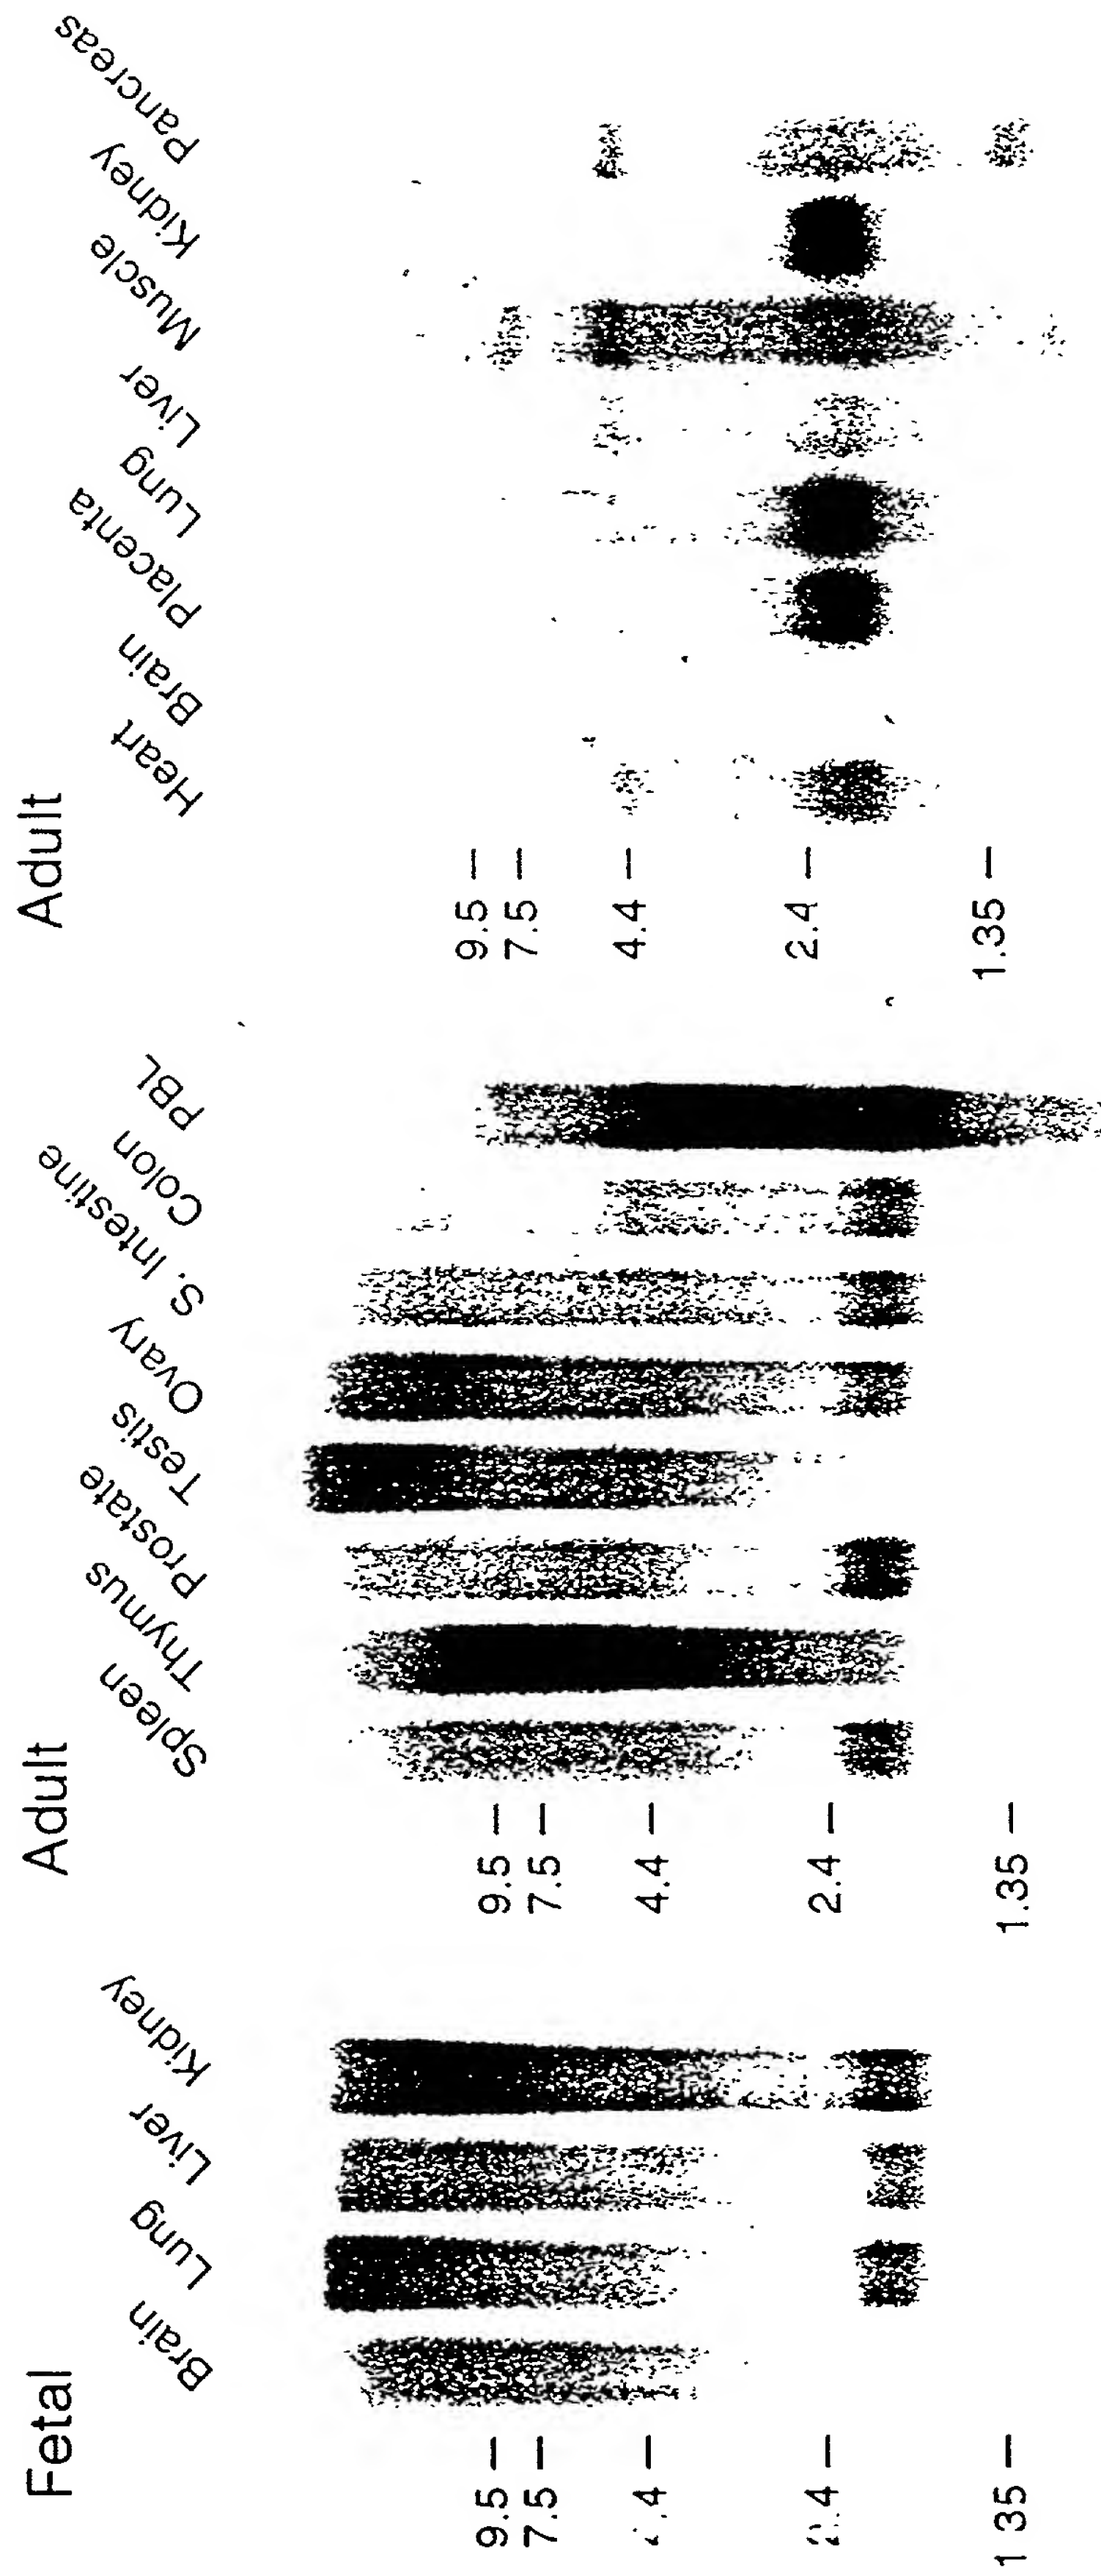 Fetal
Brain
Lung
Liver
Kidney
9.5
7.5
.4
.4
1 35
Adult
Spleen
Thymus
Prostate
Testis
Ovary
S. Intestine
Colon
PBL
9.5
7.5
4.4
2.4
1.35
Adult
Heart
Brain
Placenta
Lung
Liver
Muscle
Kidney
Pancreas
9.5
7.5
4.4
2.4
1.35